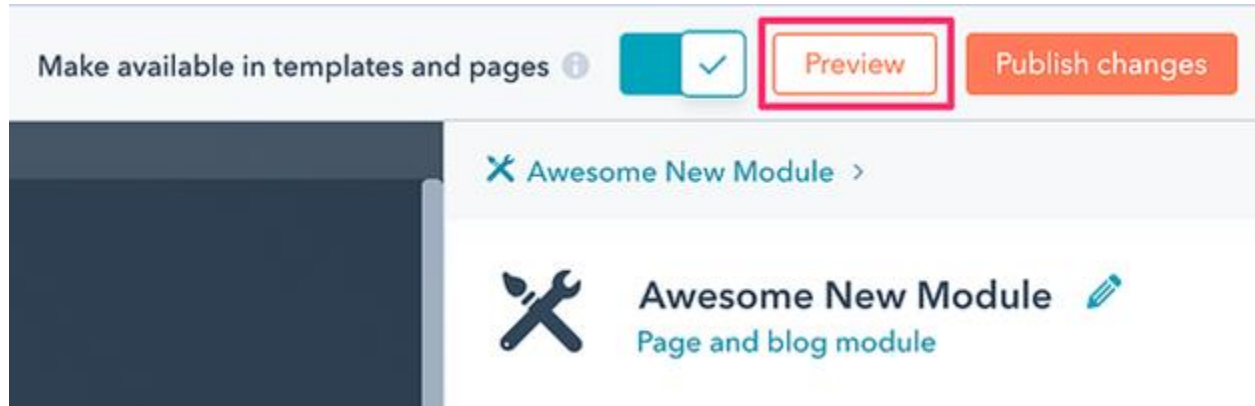 Make available in templates and pages
Preview
Publish changes
Awesome New Module
Awesome New Module
Page and blog module